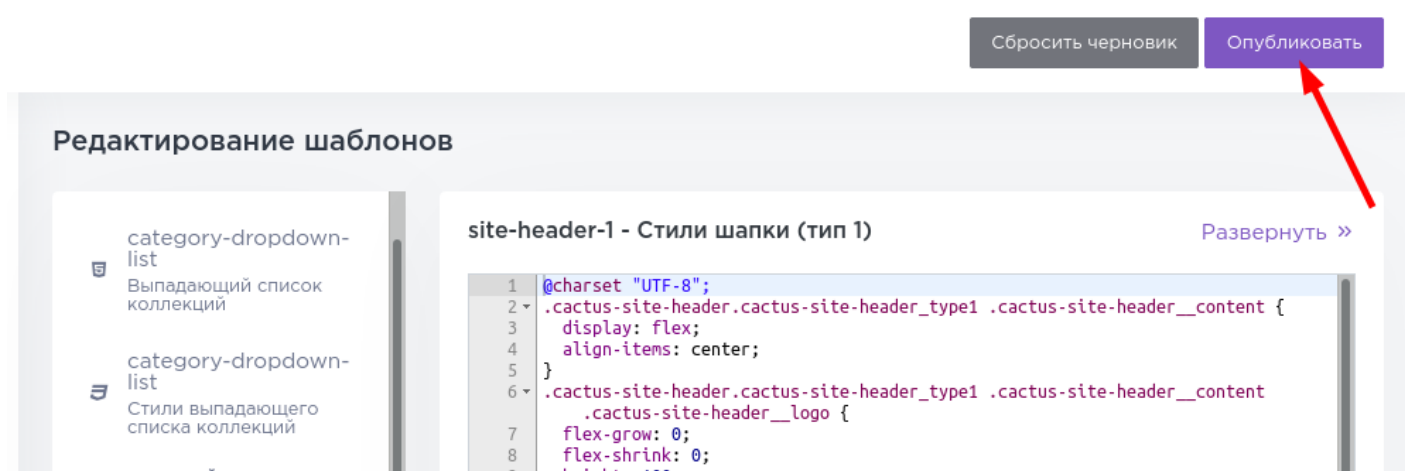 Сбросить черновик
Опубликовать
Редактирование шаблонов
category-dropdown-
list
Выпадающий список
коллекций
category-dropdown-
list
Стили выпадающего
списка коллекций
site-header-1 - Стили шапки (тип 1)
Развернуть »
1 @charset "UTF-8";
2 .cactus-site-header.cactus-site-header_type1 .cactus-site-header__content {
3 display: flex;
4 align-items: center;
5 }
6 .cactus-site-header.cactus-site-header_type1 .cactus-site-header__content
.cactus-site-header__logo {
7 flex-grow: 0;
8 flex-shrink: 0;